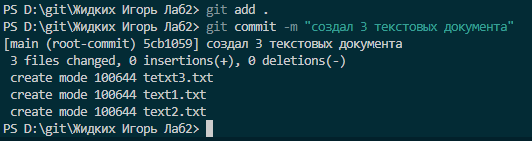 PS D:\git\Жидких Игорь Лаб2> git add .
PS D:\git\Жидких Игорь Лаб2> git commit -m "создал 3 текстовых документа"
[main (root-commit) 5cb1059] создал 3 текстовых документа
 3 files changed, 0 insertions(+), 0 deletions(-)
 create mode 100644 tetxt3.txt
 create mode 100644 text1.txt
 create mode 100644 text2.txt
PS D:\git\Жидких Игорь Лаб2>